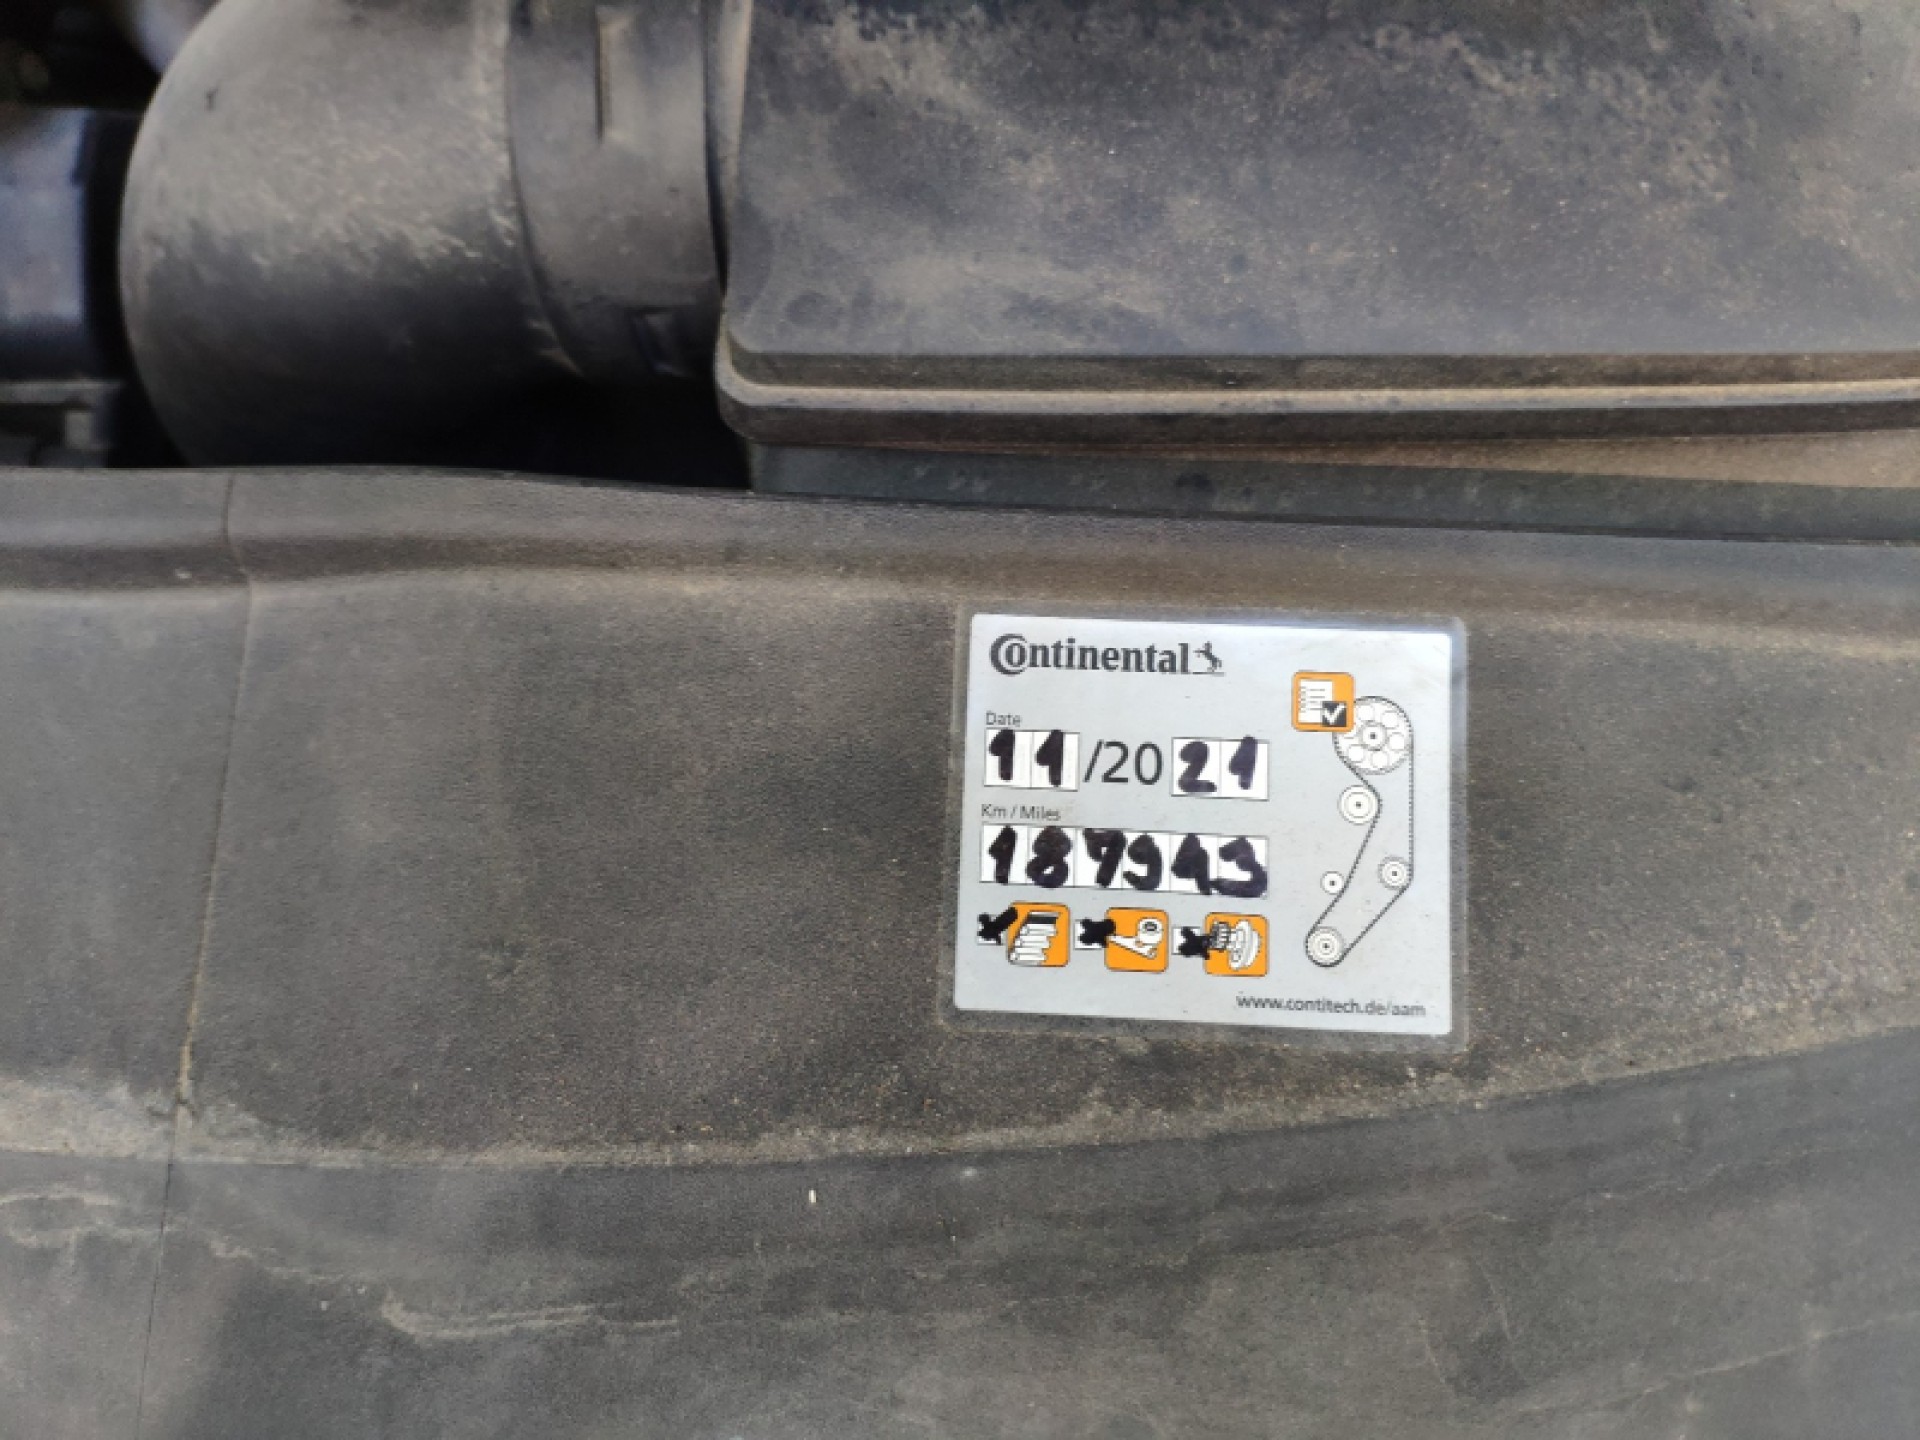 Continental
Date
11/2021
Km / Miles
187943
www.contitech.de/aam